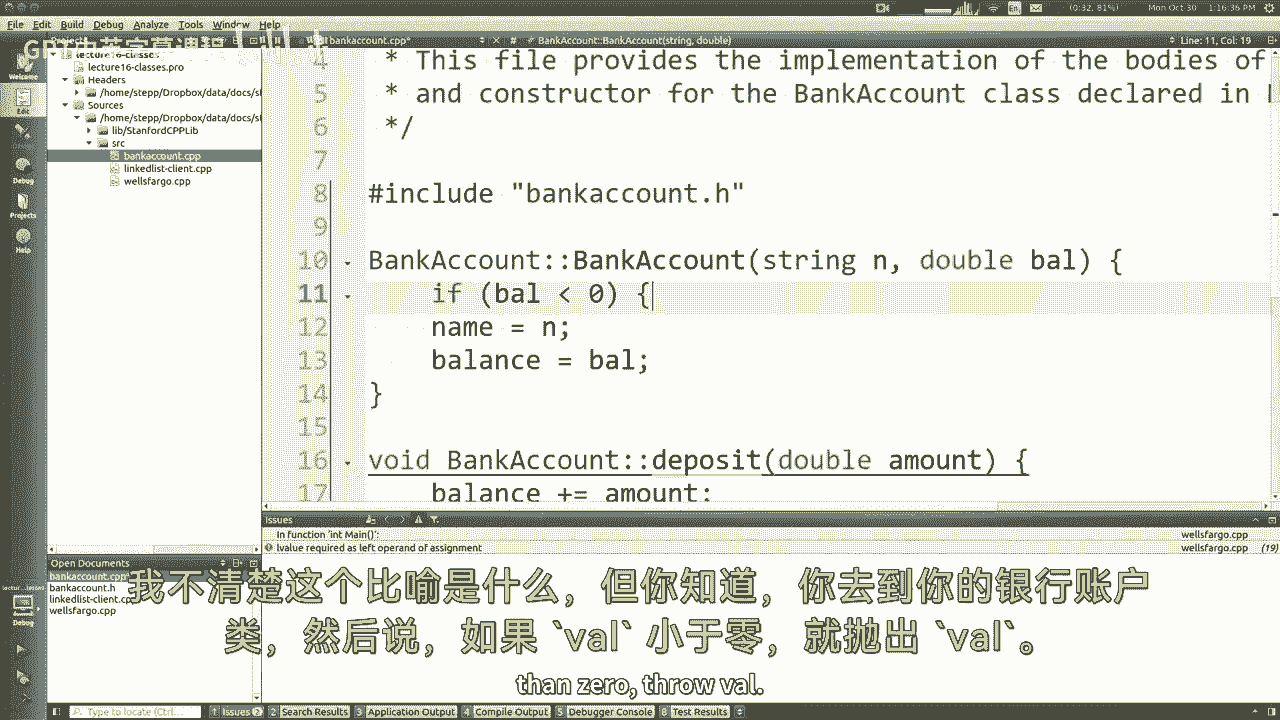 (0:32, 81%)
Mon Oct 30 1:16:36 PM
File Edit Build Debug Analyze Tools Window Help
GPT中英字幕课程
bankaccount.cpp*
BankAccount::BankAccount(string, double)
Line: 11, Col: 19
Welcome
lecture16-classes
lecture16-classes.pro
Edit
Headers
/home/stepp/Dropbox/data/docs/s
Sources
/home/stepp/Dropbox/data/docs/s
lib/StanfordCPPLib
src
bankaccount.cpp
linkedlist-client.cpp
wellsfargo.cpp
Debug
Projects
Help
4 * This file provides the implementation of the bodies of
5 * and constructor for the BankAccount class declared in
6 */
7
8 #include "bankaccount.h"
9
10 BankAccount::BankAccount(string n, double bal) {
11 if (bal < 0) {
12 name = n;
13 balance = bal;
14 }
15
16 void BankAccount::deposit(double amount) {
17 balance += amount;
Issues
In function 'int Main()':
wellsfargo.cpp
lvalue required as left operand of assignment
wellsfargo.cpp (19)
Open Documents
bankaccount.cpp*
bankaccount.h
linkedlist-client.cpp
wellsfargo.cpp
Debug
我不清楚这个比喻是什么，但你知道，你去到你的银行账户
类，然后说，如果 `val` 小于零，就抛出 `val`。
than zero, throw val.
Type to locate (Ctrl...
1 Issues 2
2 Search Results
3 Application Output
4 Compile Output
5 Debugger Console
8 Test Results